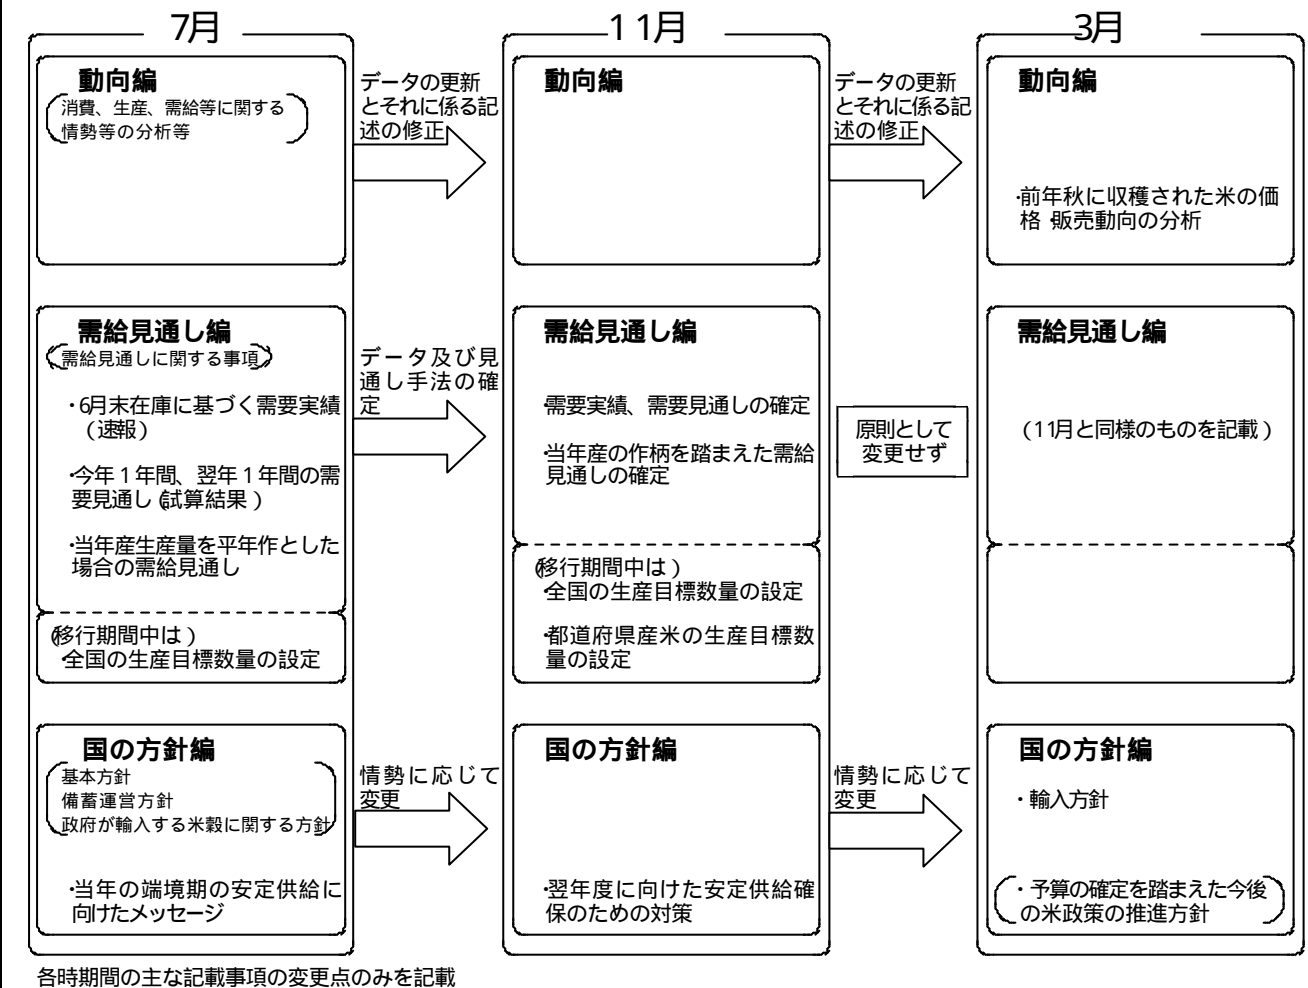 7月
動向編
消費、生産、需給等に関する
情勢等の分析等
需給見通し編
需給見通しに関する事項
・6月末在庫に基づく需要実績
(速報)
・今年1年間、翌年1年間の需
要見通し(試算結果)
・当年産生産量を平年作とした
場合の需給見通し
(移行期間中は)
・全国の生産目標数量の設定
国の方針編
基本方針
備蓄運営方針
政府が輸入する米穀に関する方針
・当年の端境期の安定供給に
向けたメッセージ
データの更新
とそれに係る記
述の修正
データ及び見
通し手法の確
定
情勢に応じて
変更
11月
動向編
需給見通し編
・需要実績、需要見通しの確定
・当年産の作柄を踏まえた需給
見通しの確定
(移行期間中は)
・全国の生産目標数量の設定
・都道府県産米の生産目標数
量の設定
国の方針編
・翌年度に向けた安定供給確
保のための対策
データの更新
とそれに係る記
述の修正
原則として
変更せず
情勢に応じて
変更
3月
動向編
・前年秋に収穫された米の価
格・販売動向の分析
需給見通し編
(11月と同様のものを記載)
国の方針編
・輸入方針
・予算の確定を踏まえた今後
の米政策の推進方針
各時期間の主な記載事項の変更点のみを記載